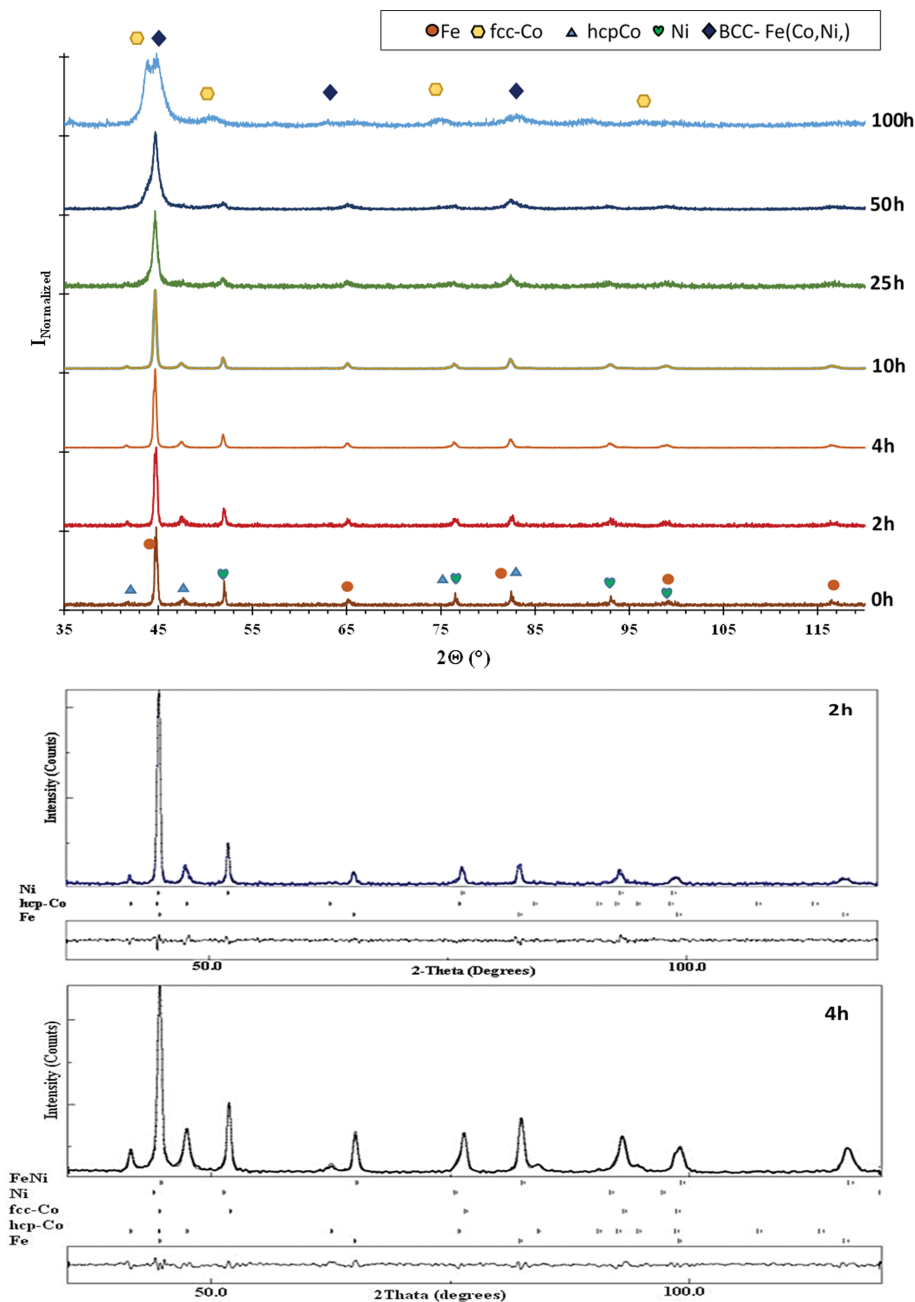 Fe fcc-Co hcpCo Ni BCC- Fe(Co,Ni,)
100h
50h
25h
10h
4h
2h
0h
I Normalized
35 45 55 65 75 85 95 105 115
2Θ (°)
2h
Intensity (Counts)
Ni
hcp-Co
Fe
50.0 100.0
2-Theta (Degrees)
4h
Intensity (Counts)
FeNi
Ni
fcc-Co
hcp-Co
Fe
50.0 100.0
2Thata (degrees)